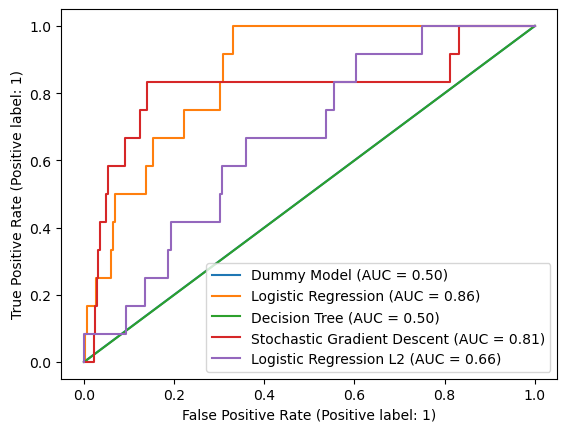 True Positive Rate (Positive label: 1)
1.0
0.8
0.6
0.4
0.2
0.0
Dummy Model (AUC = 0.50)
Logistic Regression (AUC = 0.86)
Decision Tree (AUC = 0.50)
Stochastic Gradient Descent (AUC = 0.81)
Logistic Regression L2 (AUC = 0.66)
0.0 0.2 0.4 0.6 0.8 1.0
False Positive Rate (Positive label: 1)